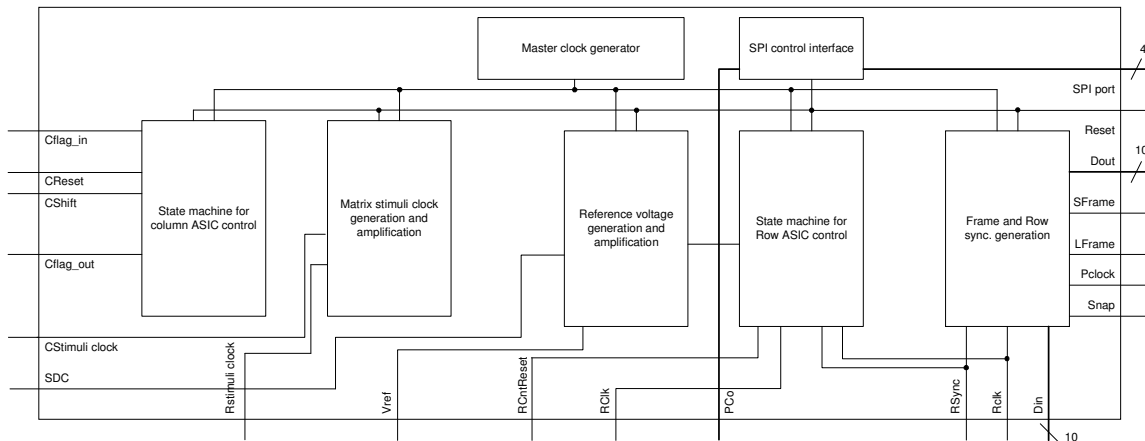 Master clock generator
SPI control interface
4
SPI port
Reset
Cflag_in
CReset
CShift
Cflag_out
CStimuli clock
SDC
State machine for
column ASIC control
Matrix stimuli clock
generation and
amplification
Reference voltage
generation and
amplification
State machine for
Row ASIC control
Frame and Row
sync. generation
Dout
10
SFrame
LFrame
Pclock
Snap
Rstimuli clock
Vref
RCntReset
RClk
PCo
RSync
Rclk
Din
10